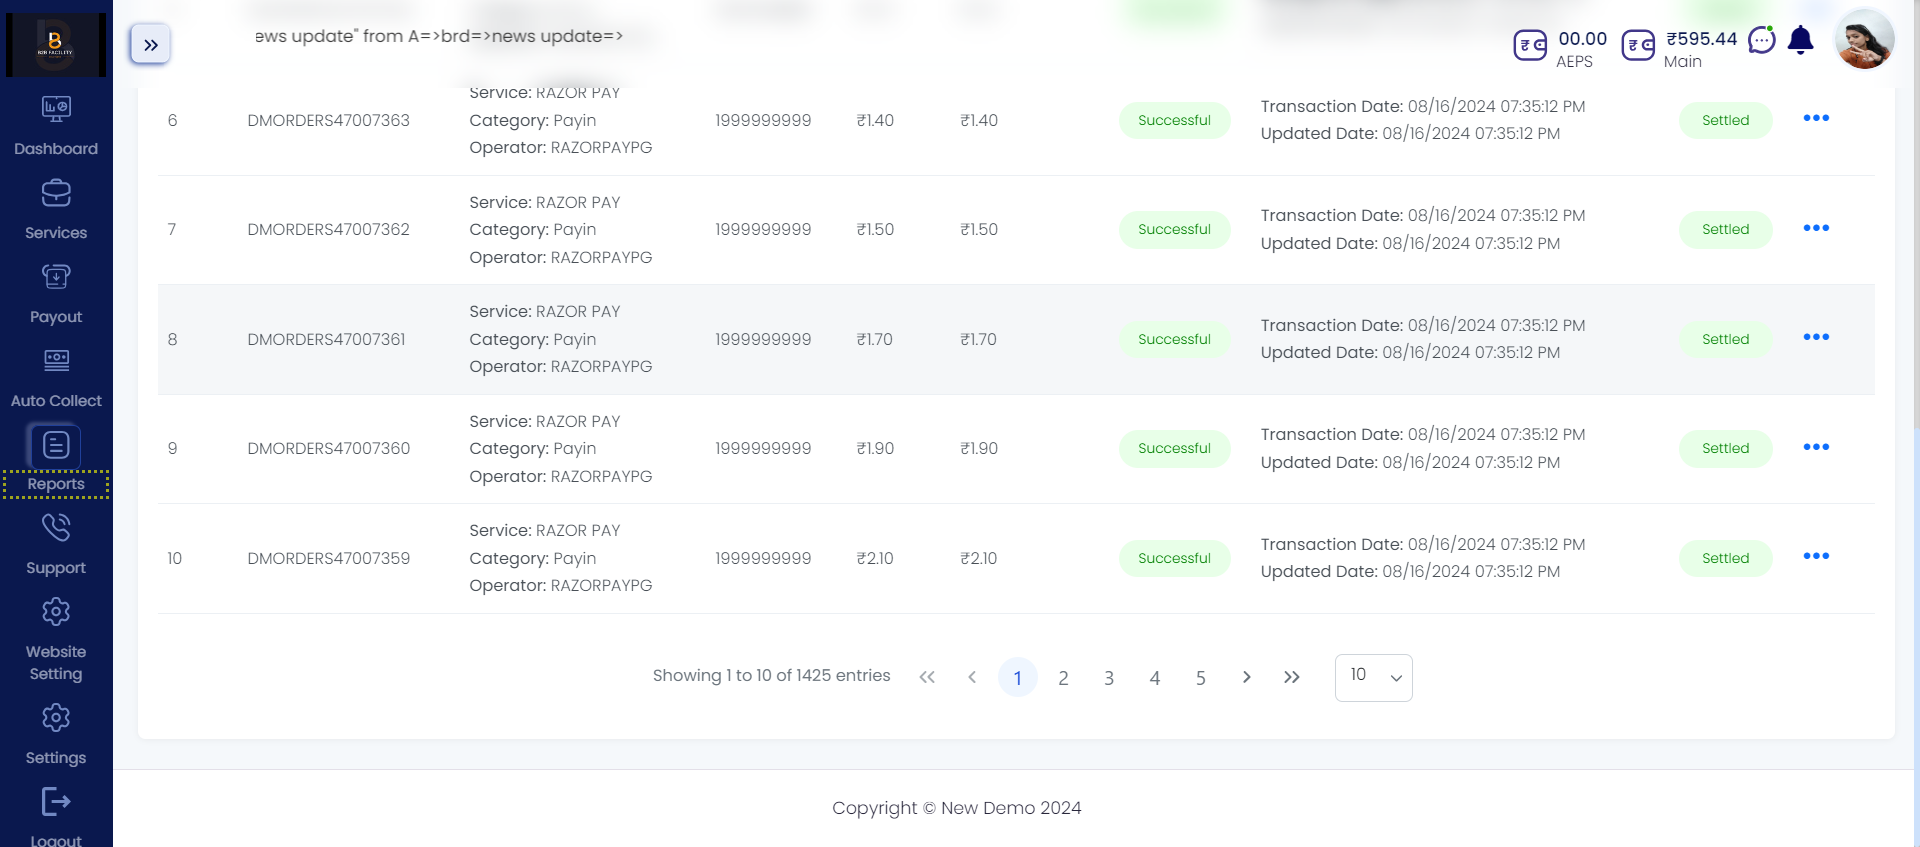 B2B FACILITY
ews update" from A=>brd=>news update=>
₹ 00.00
AEPS
₹ ₹595.44
Main
Dashboard
Services
Payout
Auto Collect
Reports
Support
Website
Setting
Settings
Logout
6 DMORDERS47007363 Service: RAZOR PAY
Category: Payin
Operator: RAZORPAYPG
1999999999 ₹1.40 ₹1.40 Successful
Transaction Date: 08/16/2024 07:35:12 PM
Updated Date: 08/16/2024 07:35:12 PM
Settled
7 DMORDERS47007362 Service: RAZOR PAY
Category: Payin
Operator: RAZORPAYPG
1999999999 ₹1.50 ₹1.50 Successful
Transaction Date: 08/16/2024 07:35:12 PM
Updated Date: 08/16/2024 07:35:12 PM
Settled
8 DMORDERS47007361 Service: RAZOR PAY
Category: Payin
Operator: RAZORPAYPG
1999999999 ₹1.70 ₹1.70 Successful
Transaction Date: 08/16/2024 07:35:12 PM
Updated Date: 08/16/2024 07:35:12 PM
Settled
9 DMORDERS47007360 Service: RAZOR PAY
Category: Payin
Operator: RAZORPAYPG
1999999999 ₹1.90 ₹1.90 Successful
Transaction Date: 08/16/2024 07:35:12 PM
Updated Date: 08/16/2024 07:35:12 PM
Settled
10 DMORDERS47007359 Service: RAZOR PAY
Category: Payin
Operator: RAZORPAYPG
1999999999 ₹2.10 ₹2.10 Successful
Transaction Date: 08/16/2024 07:35:12 PM
Updated Date: 08/16/2024 07:35:12 PM
Settled
Showing 1 to 10 of 1425 entries 1 2 3 4 5 10
Copyright © New Demo 2024